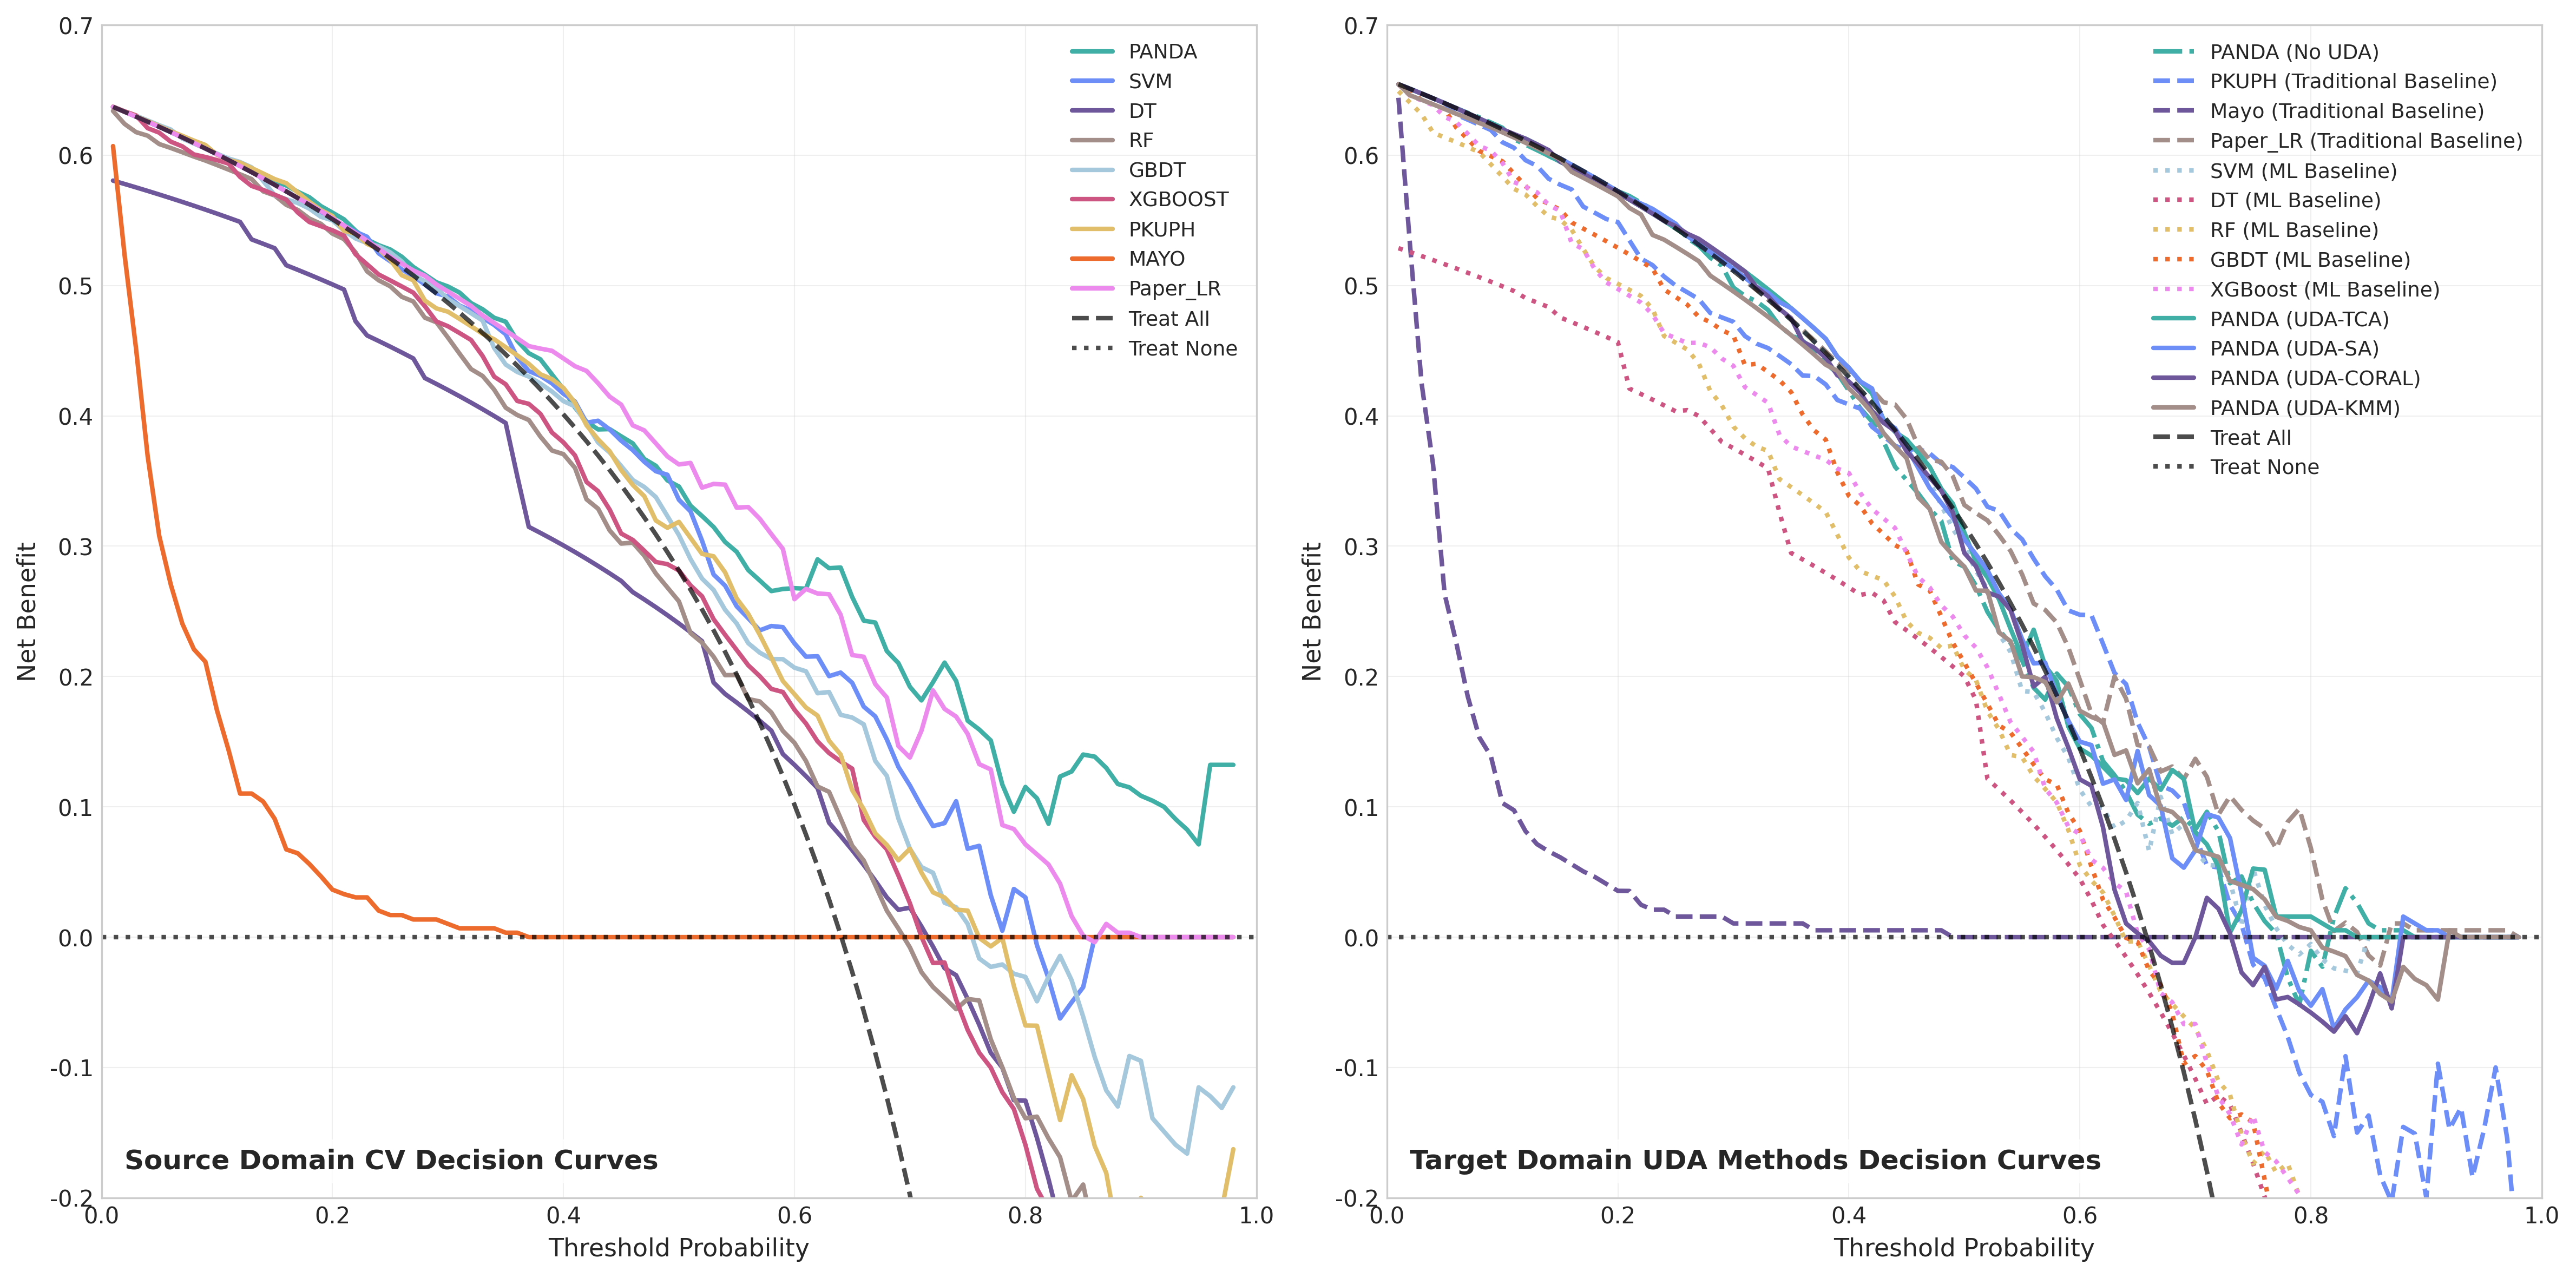 0.7
0.6
0.5
0.4
0.3
0.2
0.1
0.0
-0.1
-0.2
Net Benefit
PANDA
SVM
DT
RF
GBDT
XGBOOST
PKUPH
MAYO
Paper_LR
Treat All
Treat None
Source Domain CV Decision Curves
0.0 0.2 0.4 0.6 0.8 1.0
Threshold Probability
0.7
0.6
0.5
0.4
0.3
0.2
0.1
0.0
-0.1
-0.2
Net Benefit
PANDA (No UDA)
PKUPH (Traditional Baseline)
Mayo (Traditional Baseline)
Paper_LR (Traditional Baseline)
SVM (ML Baseline)
DT (ML Baseline)
RF (ML Baseline)
GBDT (ML Baseline)
XGBoost (ML Baseline)
PANDA (UDA-TCA)
PANDA (UDA-SA)
PANDA (UDA-CORAL)
PANDA (UDA-KMM)
Treat All
Treat None
Target Domain UDA Methods Decision Curves
0.0 0.2 0.4 0.6 0.8 1.0
Threshold Probability